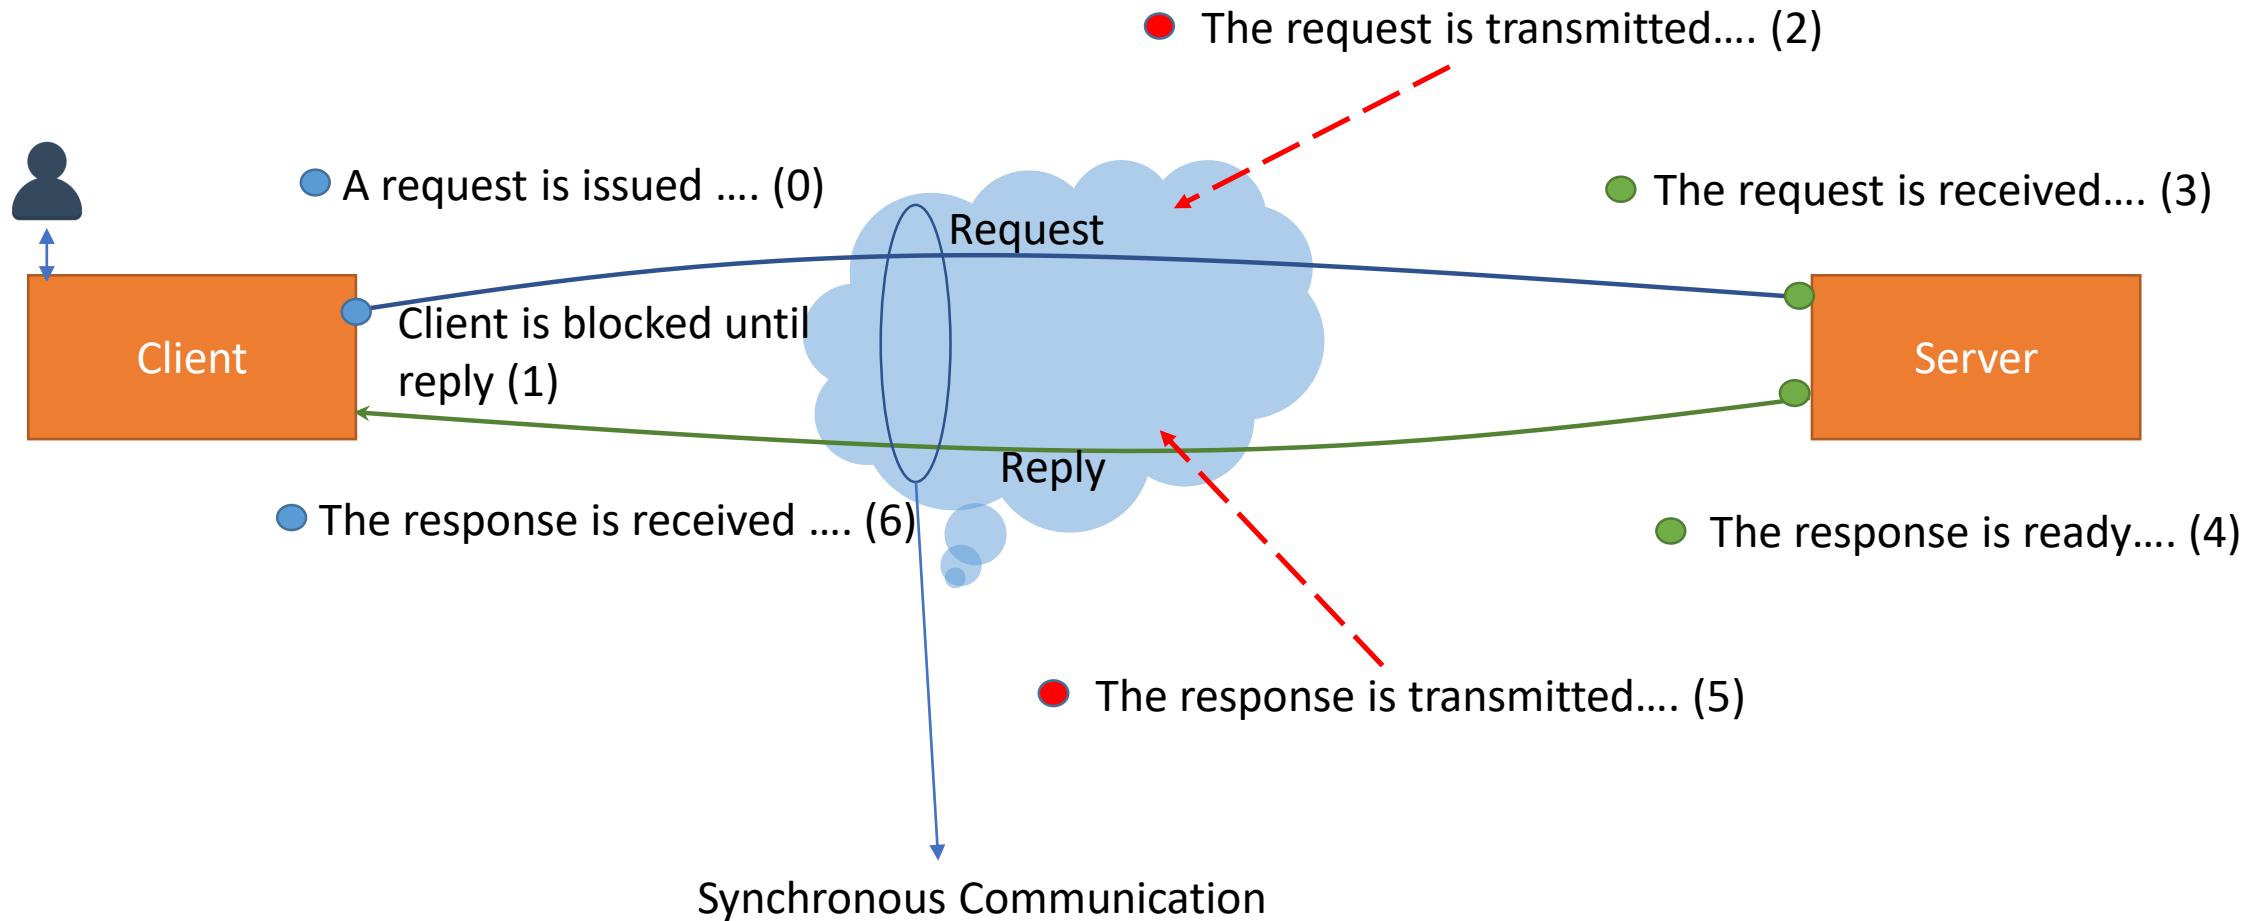 The request is transmitted…. (2)
A request is issued …. (0)
The request is received…. (3)
Request
Client is blocked until
reply (1)
Client
Server
Reply
The response is received …. (6)
The response is ready…. (4)
The response is transmitted…. (5)
Synchronous Communication